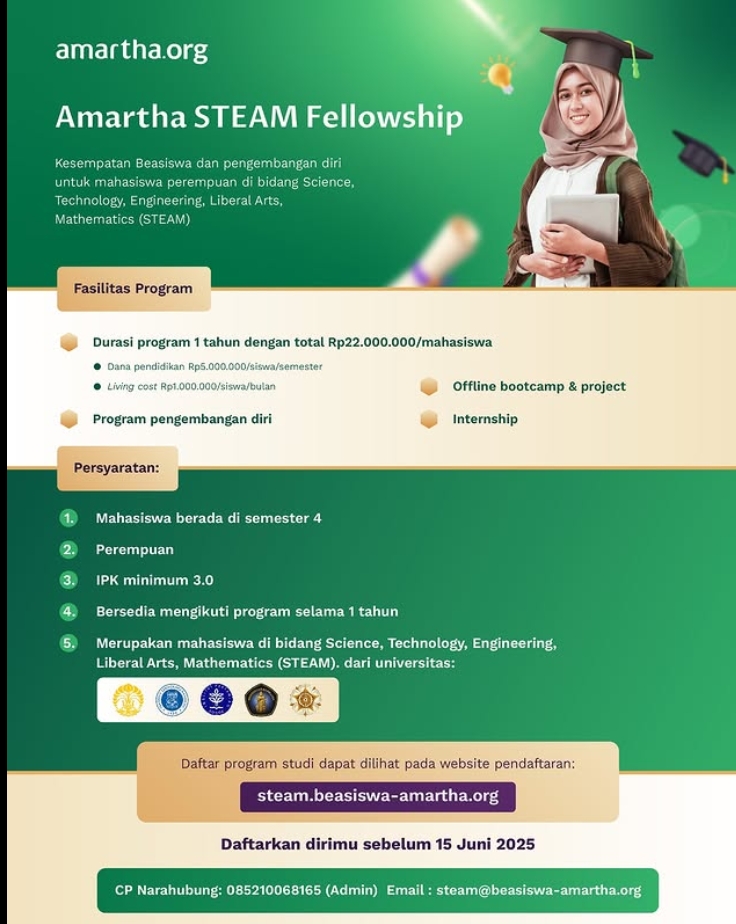 amartha.org
Amartha STEAM Fellowship
Kesempatan Beasiswa dan pengembangan diri
untuk mahasiswa perempuan di bidang Science,
Technology, Engineering, Liberal Arts,
Mathematics (STEAM)
Fasilitas Program
Durasi program 1 tahun dengan total Rp22.000.000/mahasiswa
Dana pendidikan Rp5.000.000/siswa/semester
Living cost Rp1.000.000/siswa/bulan
Program pengembangan diri
Offline bootcamp & project
Internship
Persyaratan:
1. Mahasiswa berada di semester 4
2. Perempuan
3. IPK minimum 3.0
4. Bersedia mengikuti program selama 1 tahun
5. Merupakan mahasiswa di bidang Science, Technology, Engineering,
Liberal Arts, Mathematics (STEAM). dari universitas:
Daftar program studi dapat dilihat pada website pendaftaran:
steam.beasiswa-amartha.org
Daftarkan dirimu sebelum 15 Juni 2025
CP Narahubung: 085210068165 (Admin) Email : steam@beasiswa-amartha.org